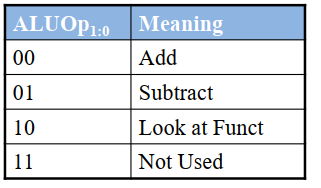 ALUOp1:0 Meaning
00 Add
01 Subtract
10 Look at Funct
11 Not Used